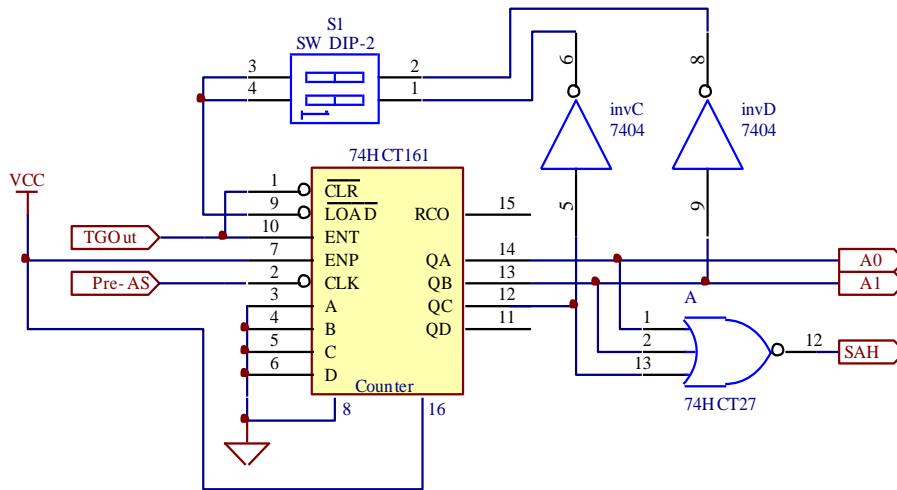 S1
SW DIP-2
3
4
2
1
6
8
invC
7404
invD
7404
5
9
74HCT161
VCC
TGOut
Pre-AS
1
9
10
7
2
3
4
5
6
CLR
LOAD
ENT
ENP
CLK
A
B
C
D
RCO
QA
QB
QC
QD
15
14
13
12
11
Counter
8
16
A0
A1
A
1
2
13
12
SAH
74HCT27